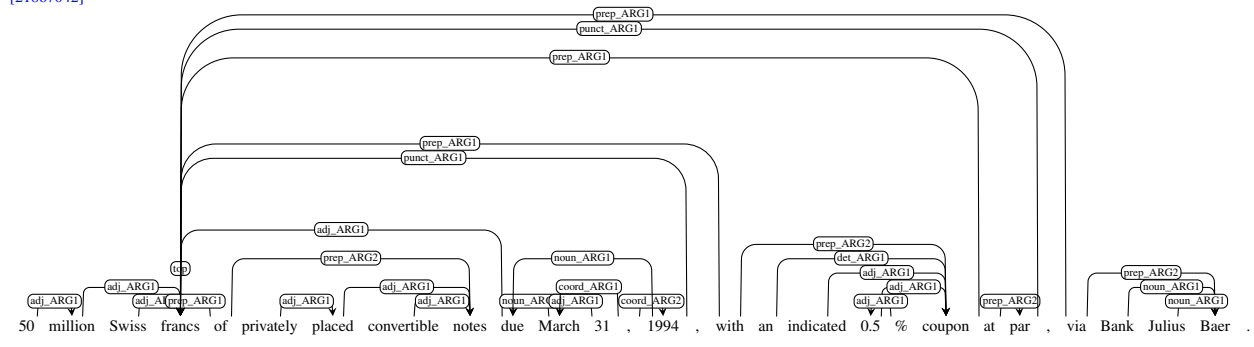 prep_ARG1
punct_ARG1
prep_ARG1
prep_ARG1
punct_ARG1
adj_ARG1
prep_ARG2
prep_ARG2 noun_ARG1 det_ARG1
top adj_ARG1 prep_ARG2
adj_ARG1 adj_ARG1 coord_ARG1 adj_ARG1 noun_ARG1
adj_ARG1 prep_ARG1 adj_ARG1 adj_ARG1 adj_ARG1 coord_ARG2 adj_ARG1 prep_ARG2 noun_ARG1
50 million Swiss francs of privately placed convertible notes due March 31 , 1994 , with an indicated 0.5 % coupon at par , via Bank Julius Baer .